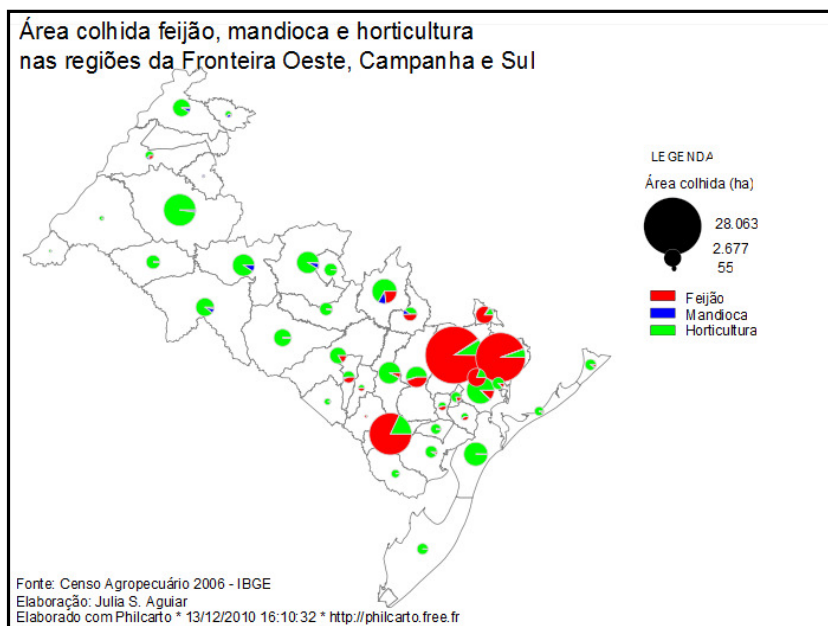 Área colhida feijão, mandioca e horticultura
nas regiões da Fronteira Oeste, Campanha e Sul
LEGENDA
Área colhida (ha)
28.063
2.677
55
Feijão
Mandioca
Horticultura
Fonte: Censo Agropecuário 2006 - IBGE
Elaboração: Julia S. Aguiar
Elaborado com Philcarto * 13/12/2010 16:10:32 * http://philcarto.free.fr